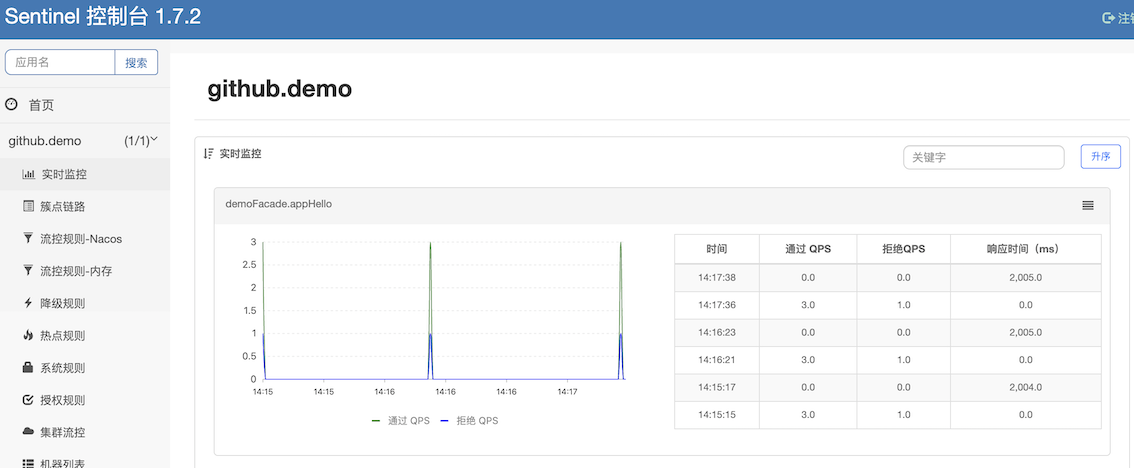 Sentinel 控制台 1.7.2
应用名 搜索
首页
github.demo (1/1)
实时监控
簇点链路
流控规则-Nacos
流控规则-内存
降级规则
热点规则
系统规则
授权规则
集群流控
机器列表
github.demo
实时监控 关键字 升序
demoFacade.appHello
3
2.5
2
1.5
1
0.5
0
14:15 14:15 14:16 14:16 14:16 14:17
通过 QPS 拒绝 QPS
时间 通过 QPS 拒绝QPS 响应时间（ms）
14:17:38 0.0 0.0 2,005.0
14:17:36 3.0 1.0 0.0
14:16:23 0.0 0.0 2,005.0
14:16:21 3.0 1.0 0.0
14:15:17 0.0 0.0 2,004.0
14:15:15 3.0 1.0 0.0